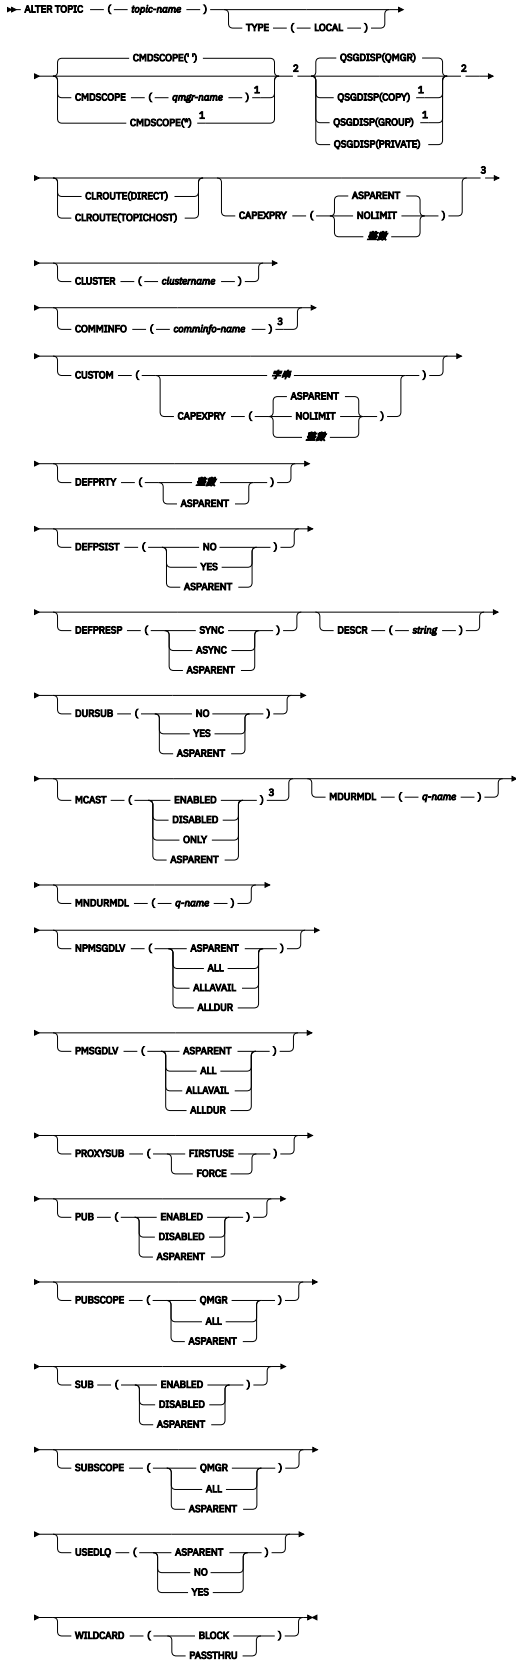 ALTER TOPIC ( topic-name )
TYPE ( LOCAL )
CMDSCOPE(' ')
CMDSCOPE ( qmgr-name ) 1
CMDSCOPE(*) 1
2
QSGDISP(QMGR)
QSGDISP(COPY) 1
QSGDISP(GROUP) 1
QSGDISP(PRIVATE)
2
CLROUTE(DIRECT)
CLROUTE(TOPICHOST)
CAPEXPRY (
ASPARENT
NOLIMIT
整數
)
3
CLUSTER ( clustername )
COMMINFO ( comminfo-name ) 3
CUSTOM (
字串
CAPEXPRY (
ASPARENT
NOLIMIT
整數
)
)
DEFPRTY (
整數
ASPARENT
)
DEFPSIST (
NO
YES
ASPARENT
)
DEFPRESP (
SYNC
ASYNC
ASPARENT
)
DESCR ( string )
DURSUB (
NO
YES
ASPARENT
)
MCAST (
ENABLED
DISABLED
ONLY
ASPARENT
) 3
MDURMDL ( q-name )
MNDURMDL ( q-name )
NPMSGDLV (
ASPARENT
ALL
ALLAVAIL
ALLDUR
)
PMSGDLV (
ASPARENT
ALL
ALLAVAIL
ALLDUR
)
PROXYSUB (
FIRSTUSE
FORCE
)
PUB (
ENABLED
DISABLED
ASPARENT
)
PUBSCOPE (
QMGR
ALL
ASPARENT
)
SUB (
ENABLED
DISABLED
ASPARENT
)
SUBSCOPE (
QMGR
ALL
ASPARENT
)
USEDLQ (
ASPARENT
NO
YES
)
WILDCARD (
BLOCK
PASSTHRU
)